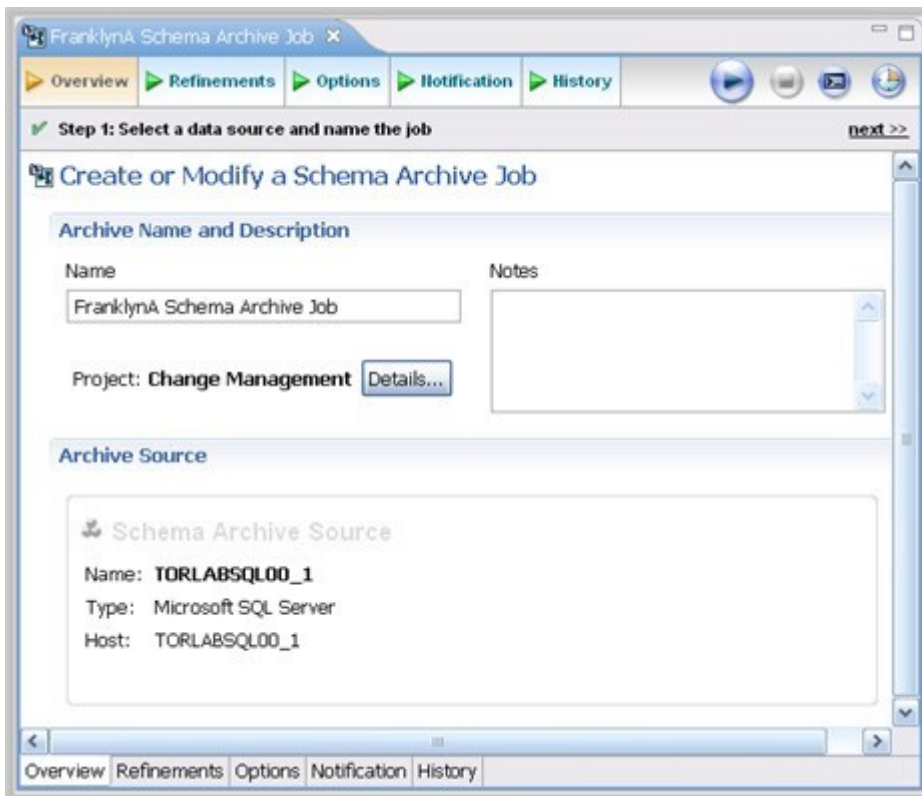 FranklynA Schema Archive Job
Overview Refinements Options Notification History
Step 1: Select a data source and name the job next >>
Create or Modify a Schema Archive Job
Archive Name and Description
Name Notes
FranklynA Schema Archive Job
Project: Change Management Details...
Archive Source
Schema Archive Source
Name: TORLABSQL00_1
Type: Microsoft SQL Server
Host: TORLABSQL00_1
Overview Refinements Options Notification History